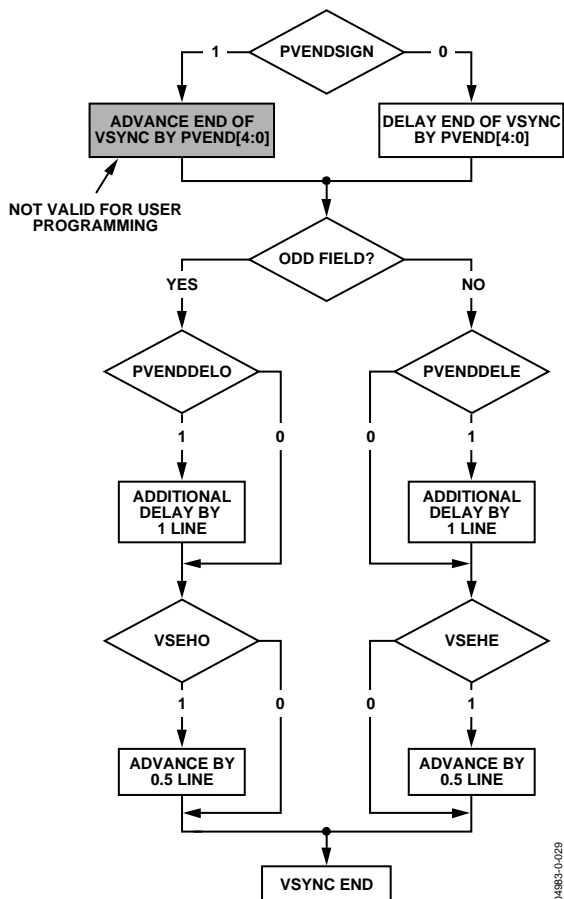 PVENDSIGN
1
0
ADVANCE END OF
VSYNC BY PVEND[4:0]
DELAY END OF VSYNC
BY PVEND[4:0]
NOT VALID FOR USER
PROGRAMMING
ODD FIELD?
YES
NO
PVENDDELO
PVENDDELE
1
0
0
1
ADDITIONAL
DELAY BY
1 LINE
ADDITIONAL
DELAY BY
1 LINE
VSEHO
VSEHE
1
0
0
1
ADVANCE BY
0.5 LINE
ADVANCE BY
0.5 LINE
VSYNC END
04983-0-029